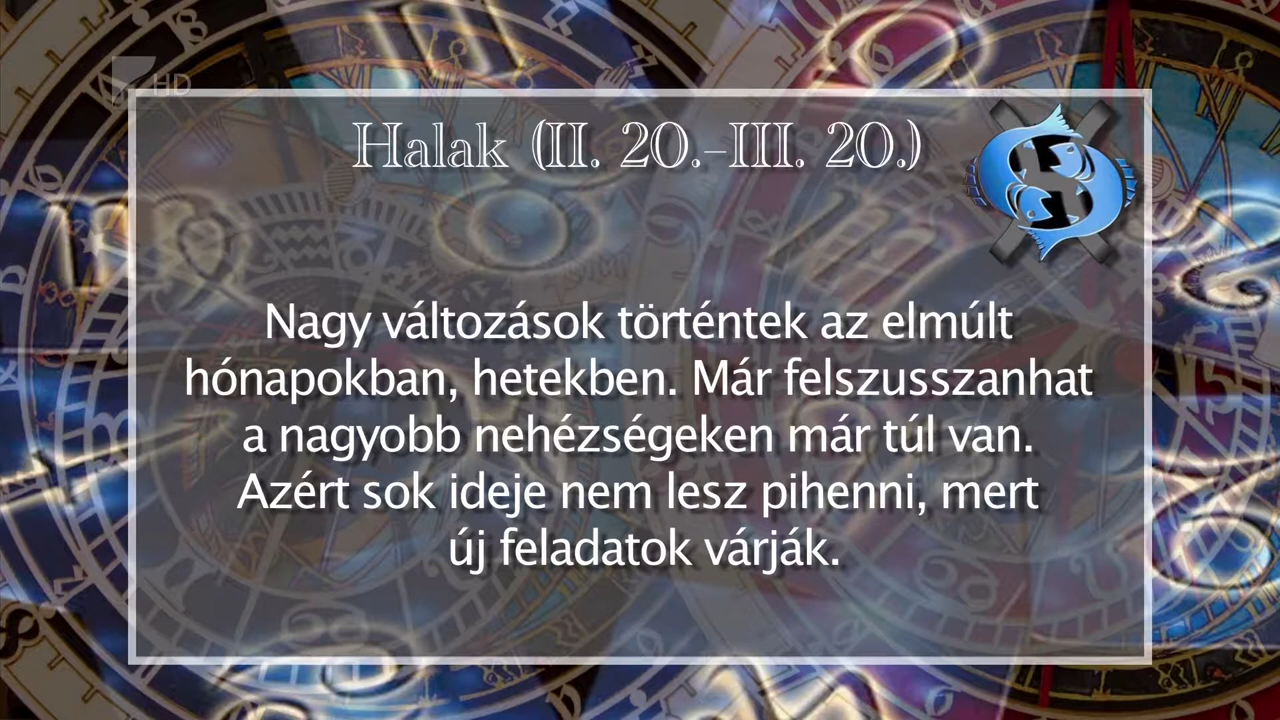 HD
Halak (II. 20.-III. 20.)
Nagy változások történtek az elmúlt
hónapokban, hetekben. Már felszusszanhat
a nagyobb nehézségeken már túl van.
Azért sok ideje nem lesz pihenni, mert
új feladatok várják.